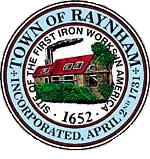 TOWN OF RAYNHAM
SITE OF THE FIRST IRON WORKS IN AMERICA
· 1652 ·
INCORPORATED, APRIL 2ND 1731